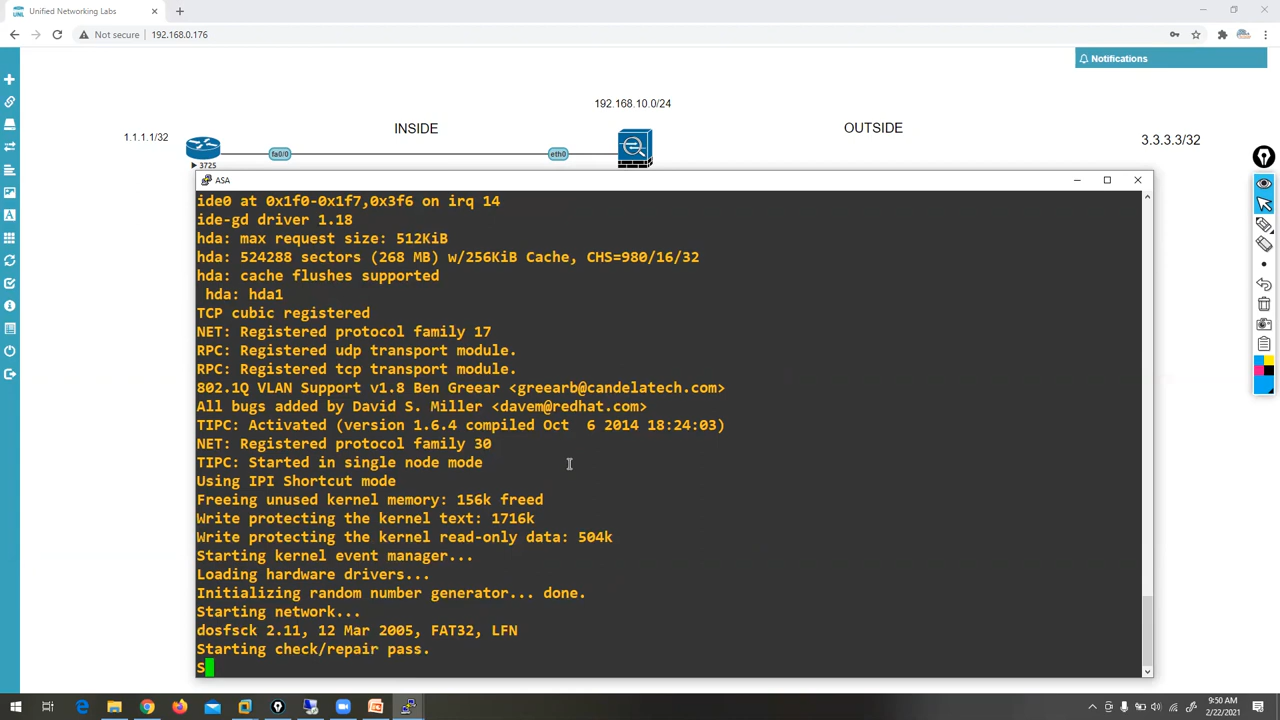 Unified Networking Labs
Not secure
192.168.0.176
Notifications
192.168.10.0/24
1.1.1.1/32
INSIDE
OUTSIDE
3.3.3.3/32
fa0/0
eth0
3725
ASA
ide0 at 0x1f0-0x1f7,0x3f6 on irq 14
ide-gd driver 1.18
hda: max request size: 512KiB
hda: 524288 sectors (268 MB) w/256KiB Cache, CHS=980/16/32
hda: cache flushes supported
hda: hda1
TCP cubic registered
NET: Registered protocol family 17
RPC: Registered udp transport module.
RPC: Registered tcp transport module.
802.1Q VLAN Support v1.8 Ben Greear <greearb@candelatech.com>
All bugs added by David S. Miller <davem@redhat.com>
TIPC: Activated (version 1.6.4 compiled Oct  6 2014 18:24:03)
NET: Registered protocol family 30
TIPC: Started in single node mode
Using IPI Shortcut mode
Freeing unused kernel memory: 156k freed
Write protecting the kernel text: 1716k
Write protecting the kernel read-only data: 504k
Starting kernel event manager...
Loading hardware drivers...
Initializing random number generator... done.
Starting network...
dosfsck 2.11, 12 Mar 2005, FAT32, LFN
Starting check/repair pass.
S
9:50 AM
2/22/2021